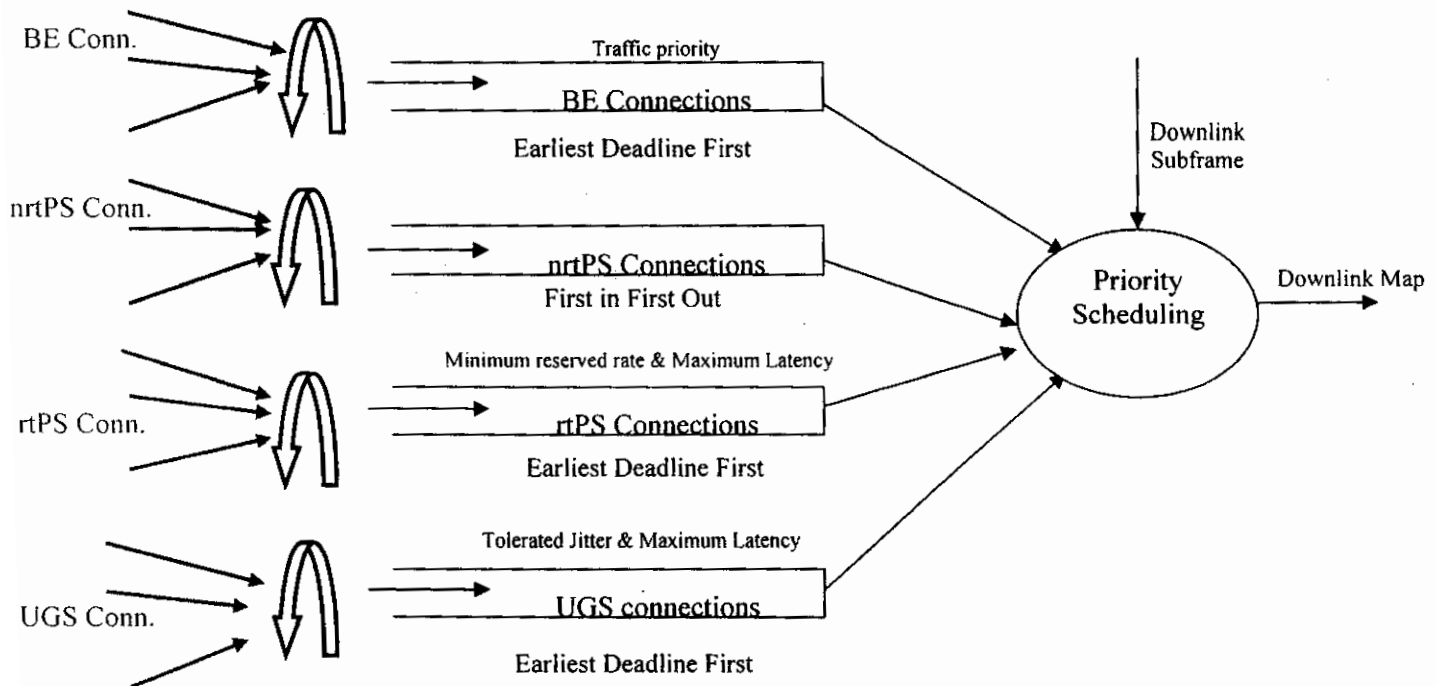 BE Conn.
Traffic priority
BE Connections
Earliest Deadline First
nrtPS Conn.
nrtPS Connections
First in First Out
rtPS Conn.
Minimum reserved rate & Maximum Latency
rtPS Connections
Earliest Deadline First
UGS Conn.
Tolerated Jitter & Maximum Latency
UGS connections
Earliest Deadline First
Downlink
Subframe
Priority
Scheduling
Downlink Map